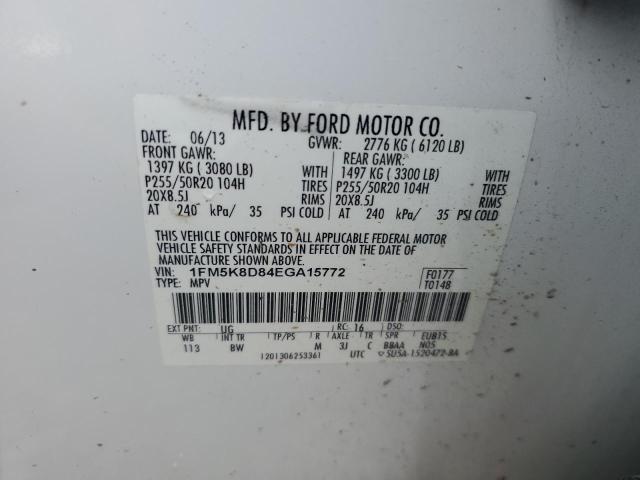 MFD. BY FORD MOTOR CO.
DATE: 06/13 GVWR: 2776 KG ( 6120 LB)
FRONT GAWR: REAR GAWR:
1397 KG ( 3080 LB) 1497 KG ( 3300 LB)
P255/50R20 104H TIRES P255/50R20 104H TIRES
20X8.5J RIMS 20X8.5J RIMS
AT 240 kPa/ 35 PSI COLD AT 240 kPa/ 35 PSI COLD
THIS VEHICLE CONFORMS TO ALL APPLICABLE FEDERAL MOTOR
VEHICLE SAFETY STANDARDS IN EFFECT ON THE DATE OF
MANUFACTURE SHOWN ABOVE.
VIN: 1FM5K8D84EGA15772 F0177
TYPE: MPV T0148
EXT PNT: UG RC: 16 DSO:
WB INT TR TP/PS R AXLE TR SPR EUB15
113 BW M 3J C BBAA N05
1201306253361 UTC SU5A-1520472-BA